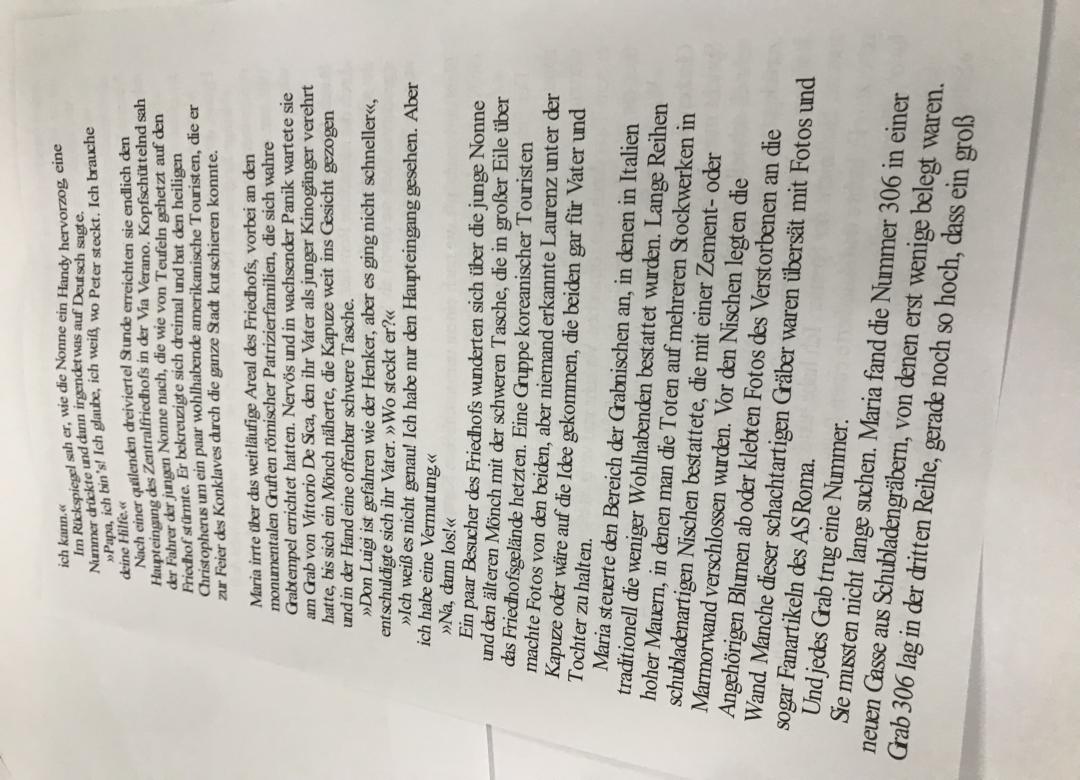 ich kann.«
Im Rückspiegel sah er, wie die Nonne ein Handy hervorzog, eine
Nummer drückte und dann irgendetwas auf Deutsch sagte.
»Papa, ich bin's! Ich glaube, ich weiß, wo Peter steckt. Ich brauche
deine Hilfe.«
Nach einer quälenden dreiviertel Stunde erreichten sie endlich den
Haupteingang des Zentralfriedhofs in der Via Verano. Kopfschüttelnd sah
der Fahrer der jungen Nonne nach, die wie von Teufeln gehetzt auf den
Friedhof stürmte. Er bekreuzigte sich dreimal und bat den heiligen
Christopherus um ein paar wohlhabende amerikanische Touristen, die er
zur Feier des Konklaves durch die ganze Stadt kutschieren konnte.
Maria irrte über das weitläufige Areal des Friedhofs, vorbei an den
monumentalen Gruften römischer Patrizierfamilien, die sich wahre
Grabtempel errichtet hatten. Nervös und in wachsender Panik wartete sie
am Grab von Vittorio De Sica, den ihr Vater als junger Kinogänger verehrt
hatte, bis sich ein Mönch näherte, die Kapuze weit ins Gesicht gezogen
und in der Hand eine offenbar schwere Tasche.
»Don Luigi ist gefahren wie der Henker, aber es ging nicht schneller«,
entschuldigte sich ihr Vater. »Wo steckt er?«
»Ich weiß es nicht genau! Ich habe nur den Haupteingang gesehen. Aber
ich habe eine Vermutung.«
»Na, dann los!«
Ein paar Besucher des Friedhofs wunderten sich über die junge Nonne
und den älteren Mönch mit der schweren Tasche, die in großer Eile über
das Friedhofsgelände hetzten. Eine Gruppe koreanischer Touristen
machte Fotos von den beiden, aber niemand erkannte Laurenz unter der
Kapuze oder wäre auf die Idee gekommen, die beiden gar für Vater und
Tochter zu halten.
Maria steuerte den Bereich der Grabnischen an, in denen in Italien
traditionell die weniger Wohlhabenden bestattet wurden. Lange Reihen
hoher Mauern, in denen man die Toten auf mehreren Stockwerken in
schubladenartigen Nischen bestattete, die mit einer Zement- oder
Marmorwand verschlossen wurden. Vor den Nischen legten die
Angehörigen Blumen ab oder klebten Fotos des Verstorbenen an die
Wand. Manche dieser schachtartigen Gräber waren übersät mit Fotos und
sogar Fanartikeln des AS Roma.
Und jedes Grab trug eine Nummer.
Sie mussten nicht lange suchen. Maria fand die Nummer 306 in einer
neuen Gasse aus Schubladengräbern, von denen erst wenige belegt waren.
Grab 306 lag in der dritten Reihe, gerade noch so hoch, dass ein groß